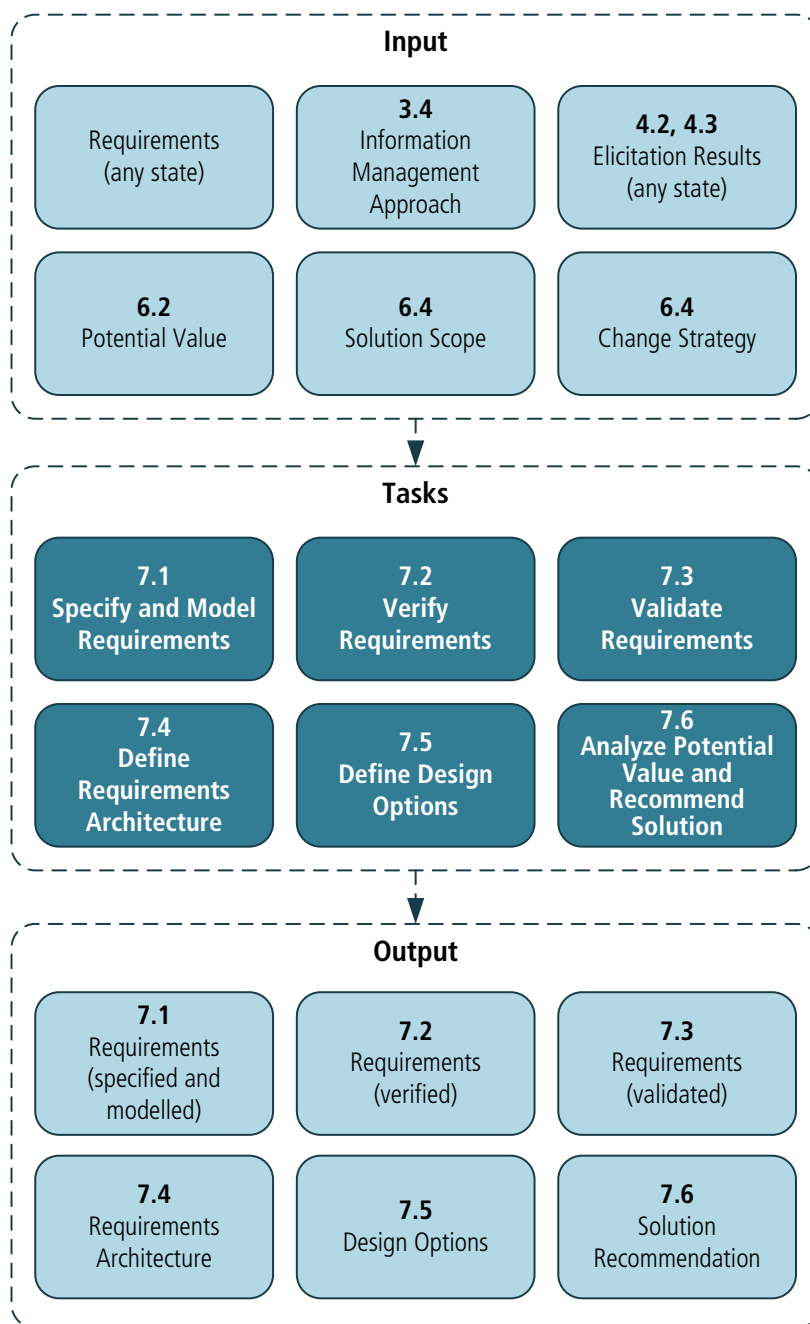 Input
Requirements
(any state)
3.4
Information
Management
Approach
4.2, 4.3
Elicitation Results
(any state)
6.2
Potential Value
6.4
Solution Scope
6.4
Change Strategy
Tasks
7.1
Specify and Model
Requirements
7.2
Verify
Requirements
7.3
Validate
Requirements
7.4
Define
Requirements
Architecture
7.5
Define Design
Options
7.6
Analyze Potential
Value and
Recommend
Solution
Output
7.1
Requirements
(specified and
modelled)
7.2
Requirements
(verified)
7.3
Requirements
(validated)
7.4
Requirements
Architecture
7.5
Design Options
7.6
Solution
Recommendation